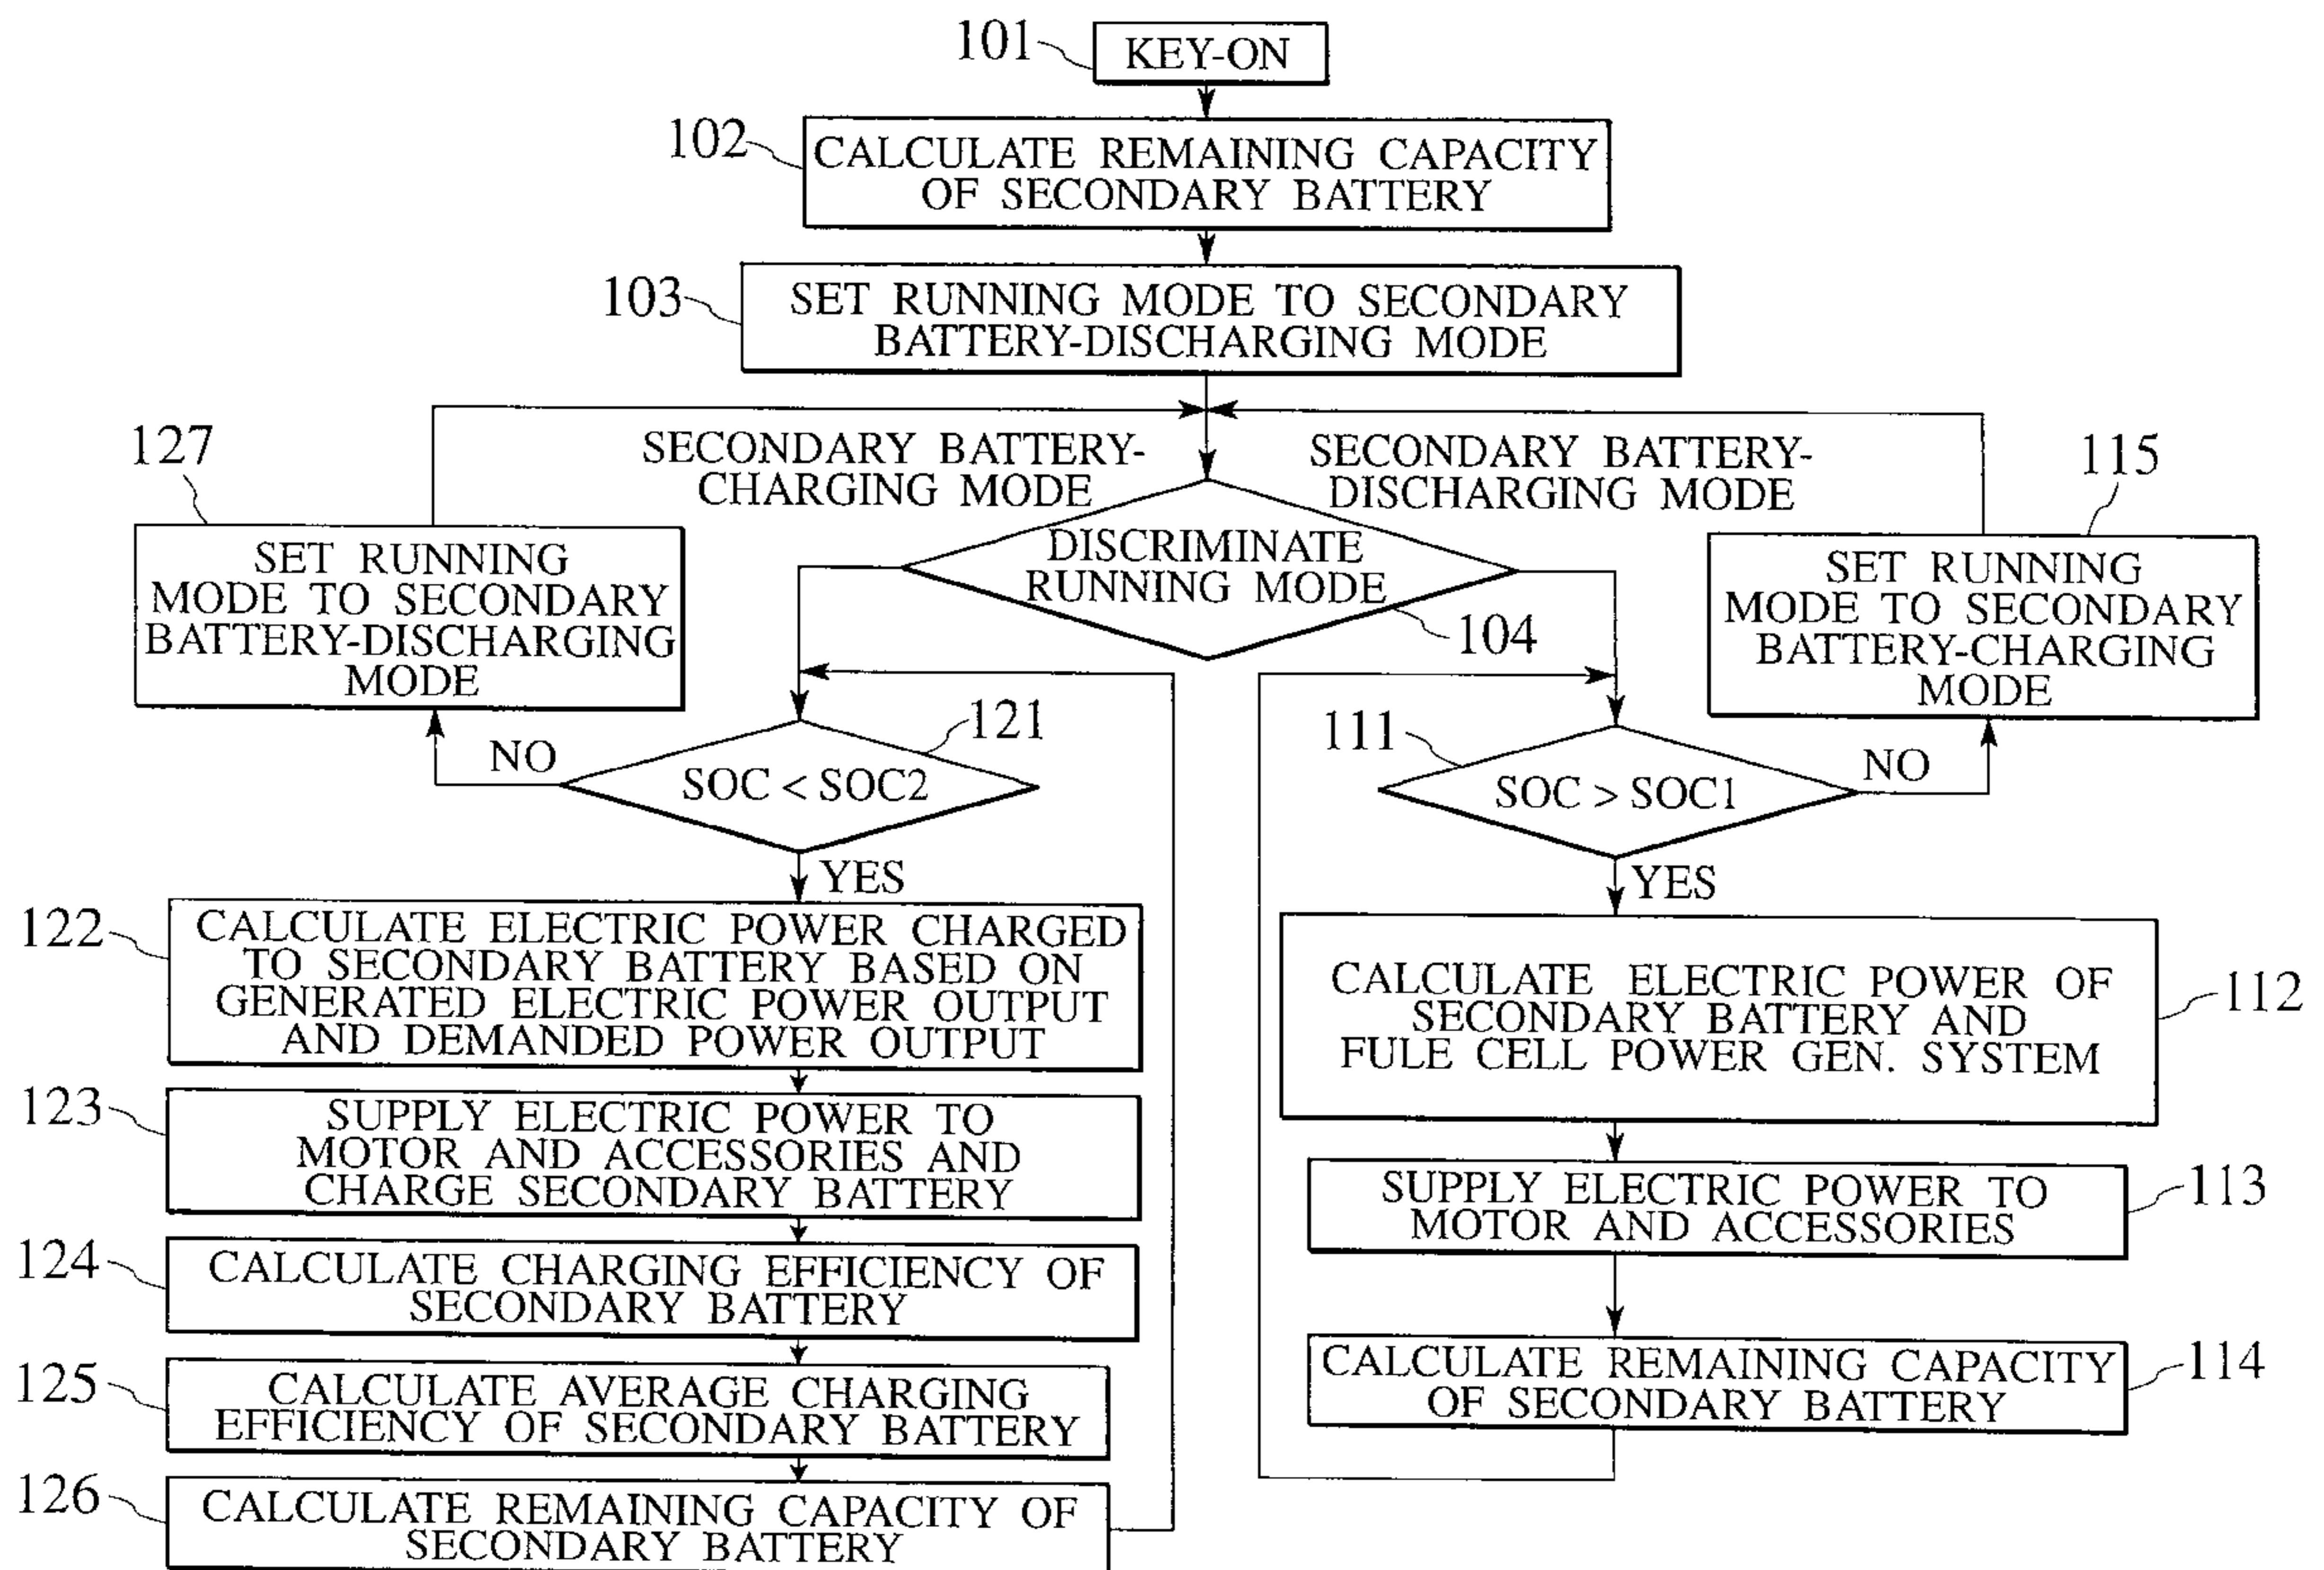 101
KEY-ON
102
CALCULATE REMAINING CAPACITY
OF SECONDARY BATTERY
103
SET RUNNING MODE TO SECONDARY
BATTERY-DISCHARGING MODE
SECONDARY BATTERY-
CHARGING MODE
SECONDARY BATTERY-
DISCHARGING MODE
127
SET RUNNING
MODE TO SECONDARY
BATTERY-DISCHARGING
MODE
DISCRIMINATE
RUNNING MODE
104
115
SET RUNNING
MODE TO SECONDARY
BATTERY-CHARGING
MODE
121
NO
SOC < SOC2
YES
111
SOC > SOC1
NO
YES
122
CALCULATE ELECTRIC POWER CHARGED
TO SECONDARY BATTERY BASED ON
GENERATED ELECTRIC POWER OUTPUT
AND DEMANDED POWER OUTPUT
123
SUPPLY ELECTRIC POWER TO
MOTOR AND ACCESSORIES AND
CHARGE SECONDARY BATTERY
124
CALCULATE CHARGING EFFICIENCY OF
SECONDARY BATTERY
125
CALCULATE AVERAGE CHARGING
EFFICIENCY OF SECONDARY BATTERY
126
CALCULATE REMAINING CAPACITY OF
SECONDARY BATTERY
CALCULATE ELECTRIC POWER OF
SECONDARY BATTERY AND
FULE CELL POWER GEN. SYSTEM
112
SUPPLY ELECTRIC POWER TO
MOTOR AND ACCESSORIES
113
CALCULATE REMAINING CAPACITY
OF SECONDARY BATTERY
114